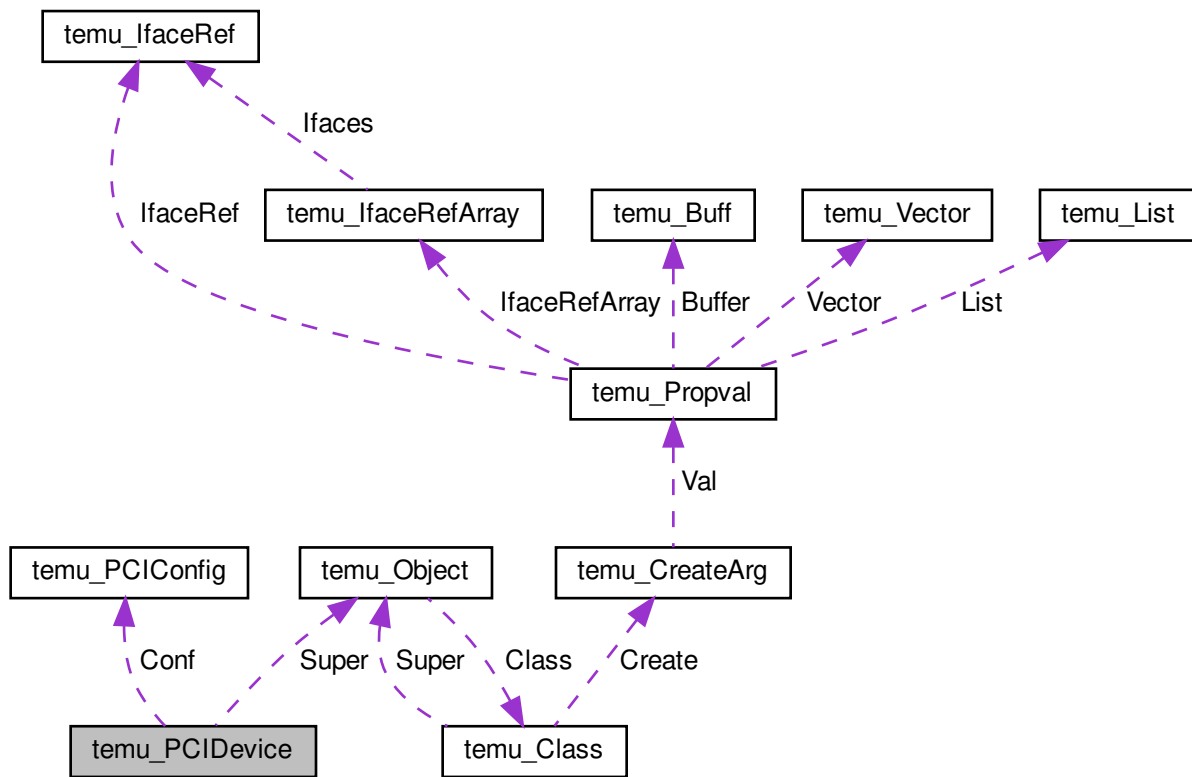 temu_IfaceRef
Ifaces
IfaceRef
temu_IfaceRefArray
temu_Buff
temu_Vector
temu_List
IfaceRefArray
Buffer
Vector
List
temu_Propval
Val
temu_PCIConfig
temu_Object
temu_CreateArg
Conf
Super
Super
Class
Create
temu_PCIDevice
temu_Class